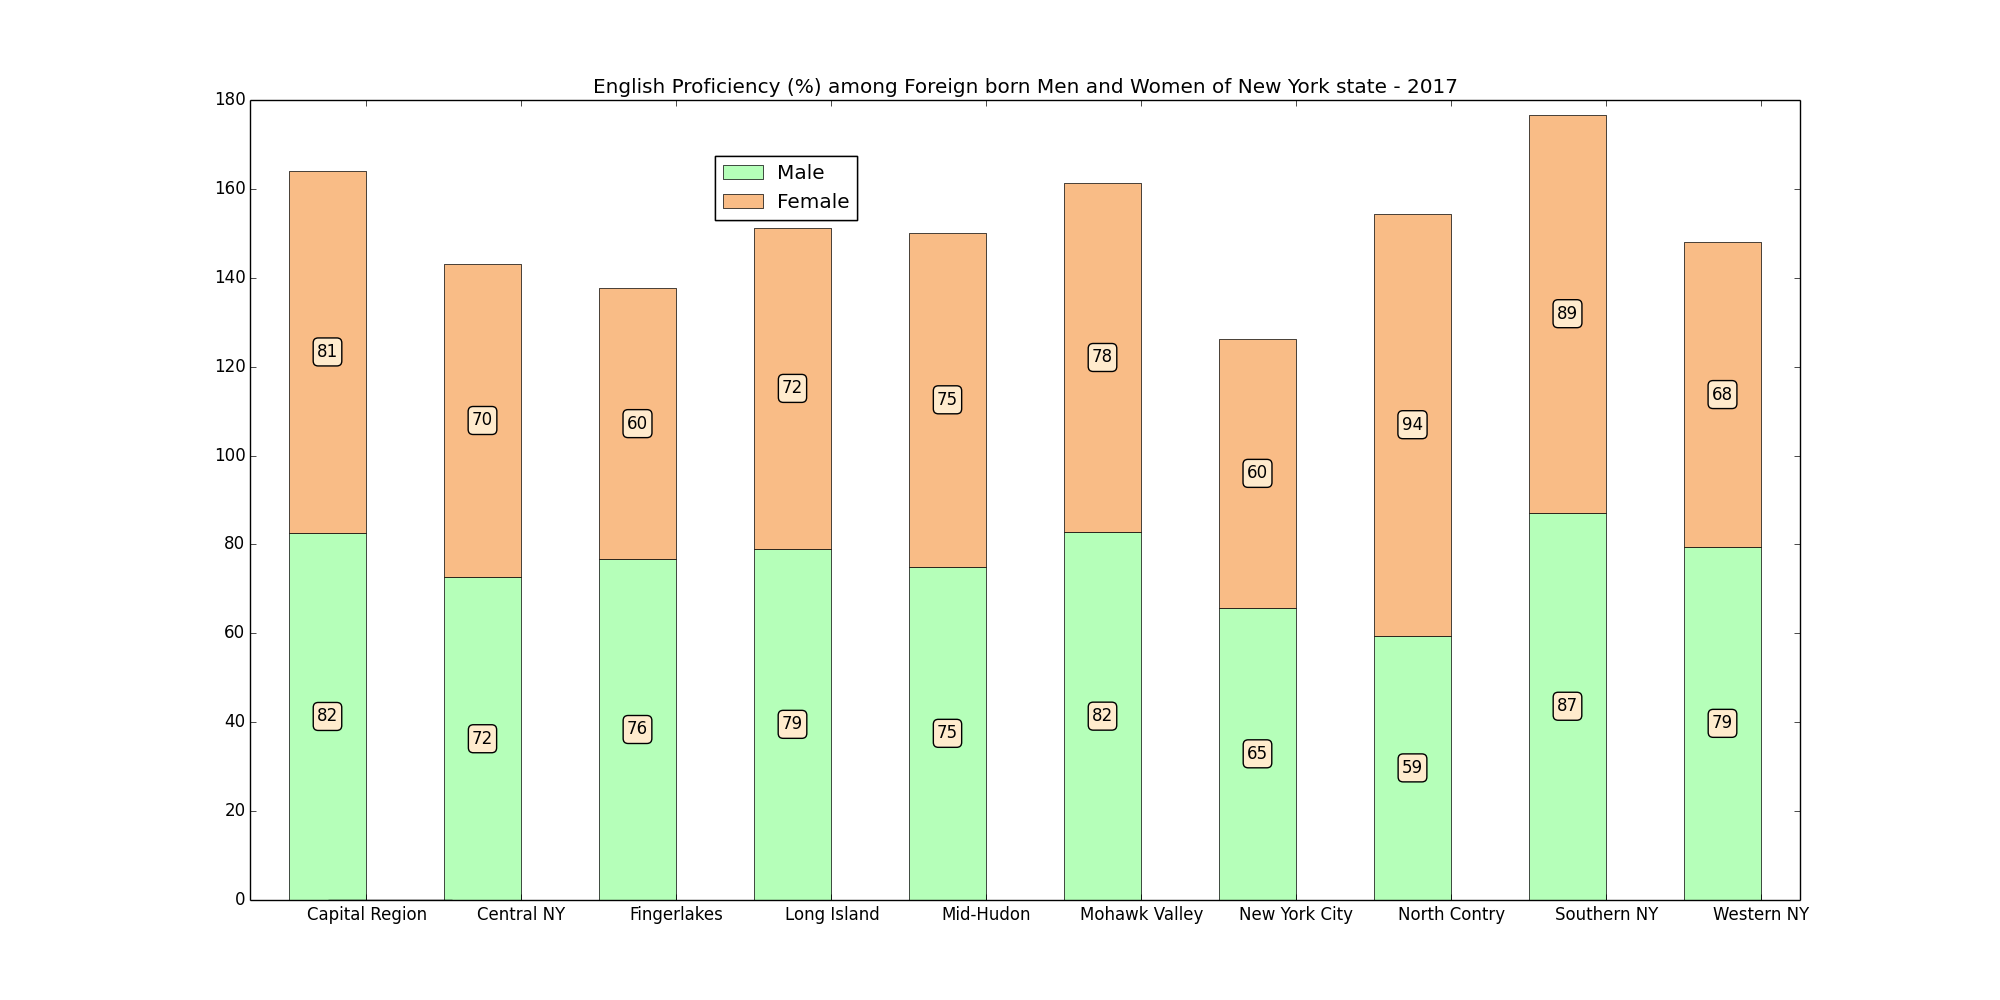 English Proficiency (%) among Foreign born Men and Women of New York state - 2017
180
160
140
120
100
80
60
40
20
0
Male
Female
81
70
60
72
75
78
60
94
89
68
82
72
76
79
75
82
65
59
87
79
Capital Region
Central NY
Fingerlakes
Long Island
Mid-Hudon
Mohawk Valley
New York City
North Contry
Southern NY
Western NY